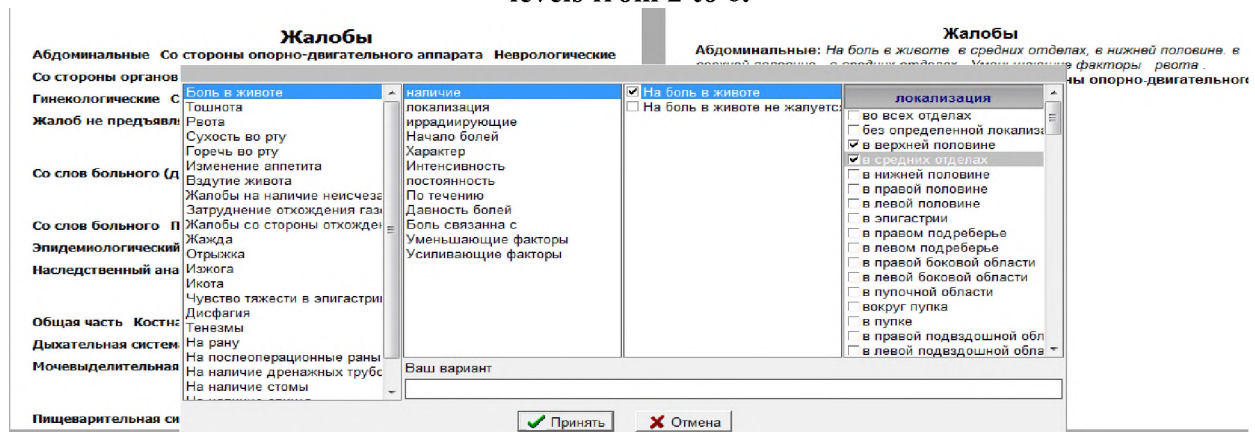 levels from 2 to 6.
Жалобы
Абдоминальные Со стороны опорно-двигательного аппарата Неврологические
Со стороны органов
Гинекологические С
Жалоб не предъявл
Со слов больного (д
Со слов больного П
Эпидемиологический
Наследственный ана
Общая часть Костна
Дыхательная систем
Мочевыделительная
Пищеварительная си
Боль в животе
Тошнота
Рвота
Сухость во рту
Горечь во рту
Изменение аппетита
Вздутие живота
Жалобы на наличие неисчеза
Затруднение отхождения газ
Жалобы со стороны отхожде
Жажда
Отрыжка
Изжога
Икота
Чувство тяжести в эпигастри
Дисфагия
Тенезмы
На рану
На послеоперационные раны
На наличие дренажных трубо
На наличие стомы
наличие
локализация
иррадиирующие
Начало болей
Характер
Интенсивность
постоянность
По течению
Давность болей
Боль связанна с
Уменьшающие факторы
Усиливающие факторы
На боль в животе
На боль в животе не жалуетс
локализация
во всех отделах
без определенной локализа
в верхней половине
в средних отделах
в нижней половине
в правой половине
в левой половине
в эпигастрии
в правом подреберье
в левом подреберье
в правой боковой области
в левой боковой области
в пупочной области
вокруг пупка
в пупке
в правой подвздошной обл
в левой подвздошной обла
Ваш вариант
Принять
Отмена
Жалобы
Абдоминальные: На боль в животе в средних отделах, в нижней половине. в
верхней половине, в средних отделах. Уменьшающие факторы рвота .
ны опорно-двигательного